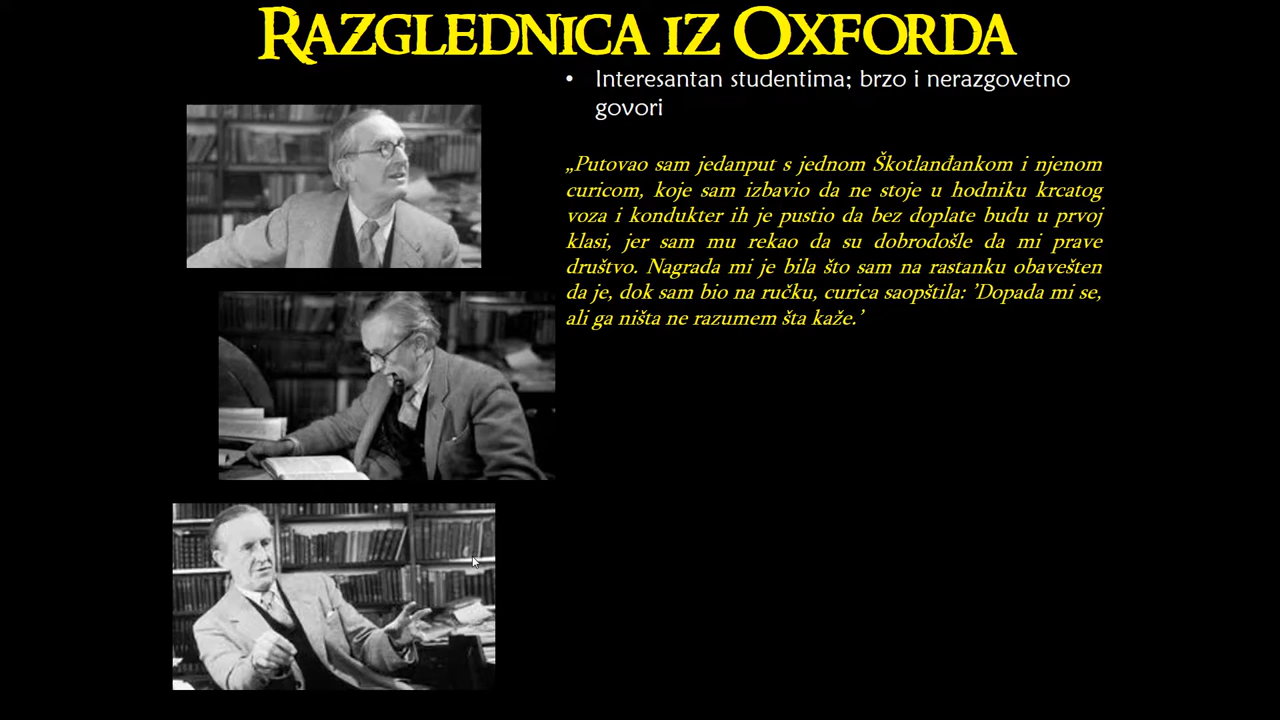 RAZGLEDNICA IZ OXFORDA
• Interesantan studentima; brzo i nerazgovetno
govori
„Putovao sam jedanput s jednom Škotlanđankom i njenom
curicom, koje sam izbavio da ne stoje u hodniku krcatog
voza i kondukter ih je pustio da bez doplate budu u prvoj
klasi, jer sam mu rekao da su dobrodošle da mi prave
društvo. Nagrada mi je bila što sam na rastanku obavešten
da je, dok sam bio na ručku, curica saopštila: ’Dopada mi se,
ali ga ništa ne razumem šta kaže.’